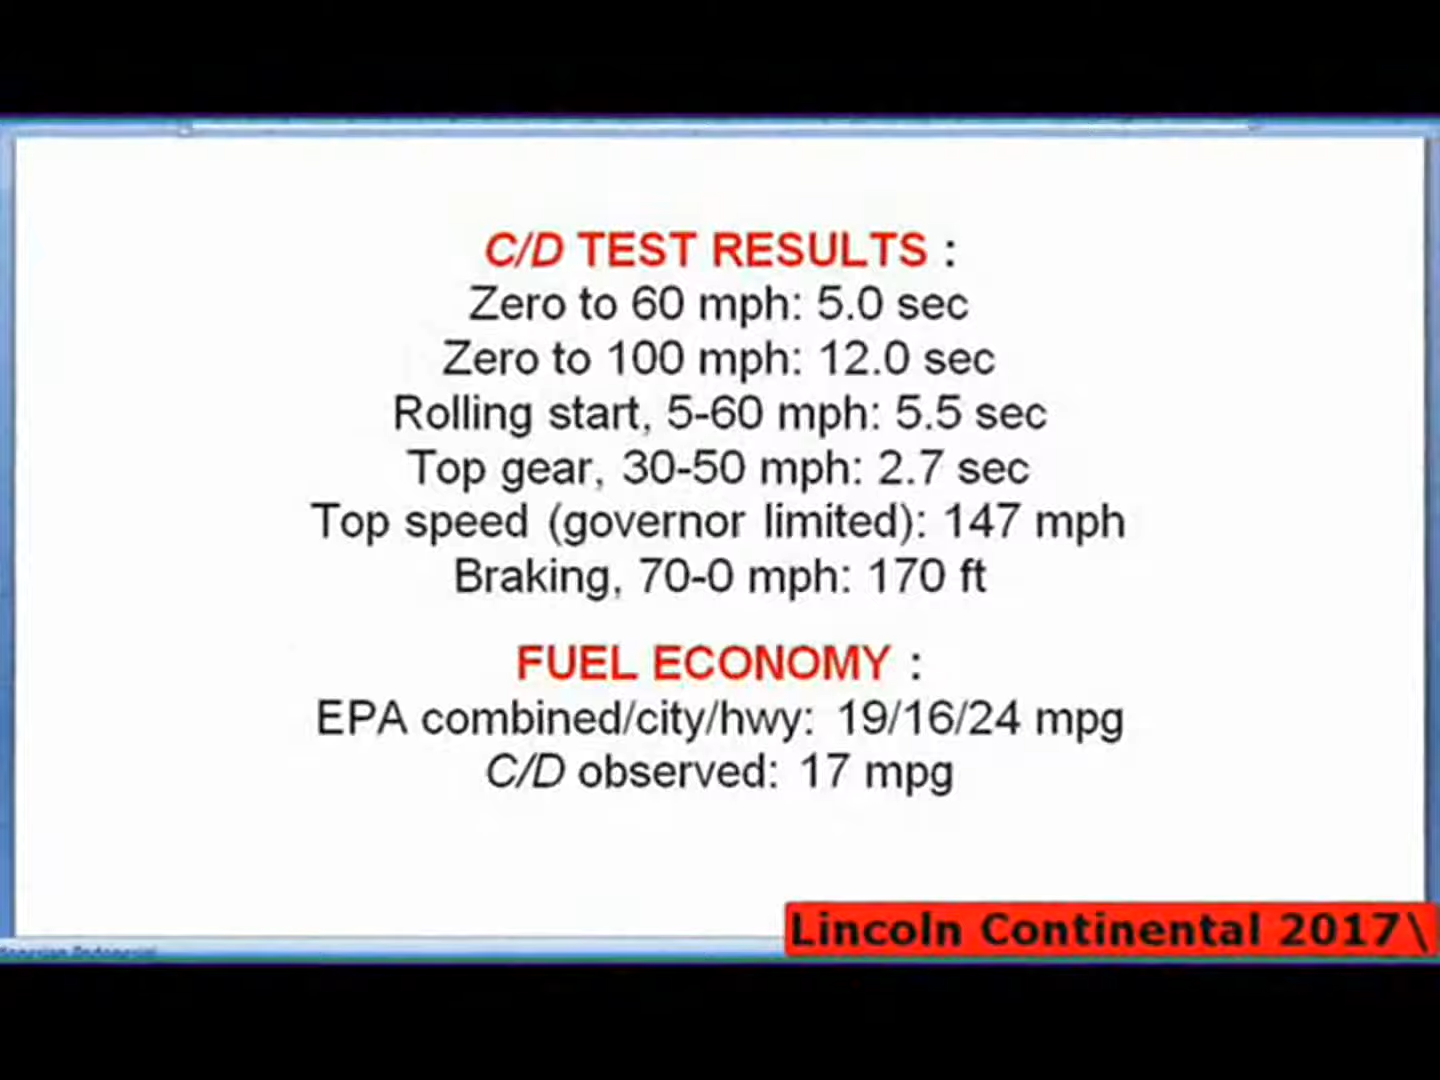 C/D TEST RESULTS :
Zero to 60 mph: 5.0 sec
Zero to 100 mph: 12.0 sec
Rolling start, 5-60 mph: 5.5 sec
Top gear, 30-50 mph: 2.7 sec
Top speed (governor limited): 147 mph
Braking, 70-0 mph: 170 ft
FUEL ECONOMY :
EPA combined/city/hwy: 19/16/24 mpg
C/D observed: 17 mpg
Lincoln Continental 2017\